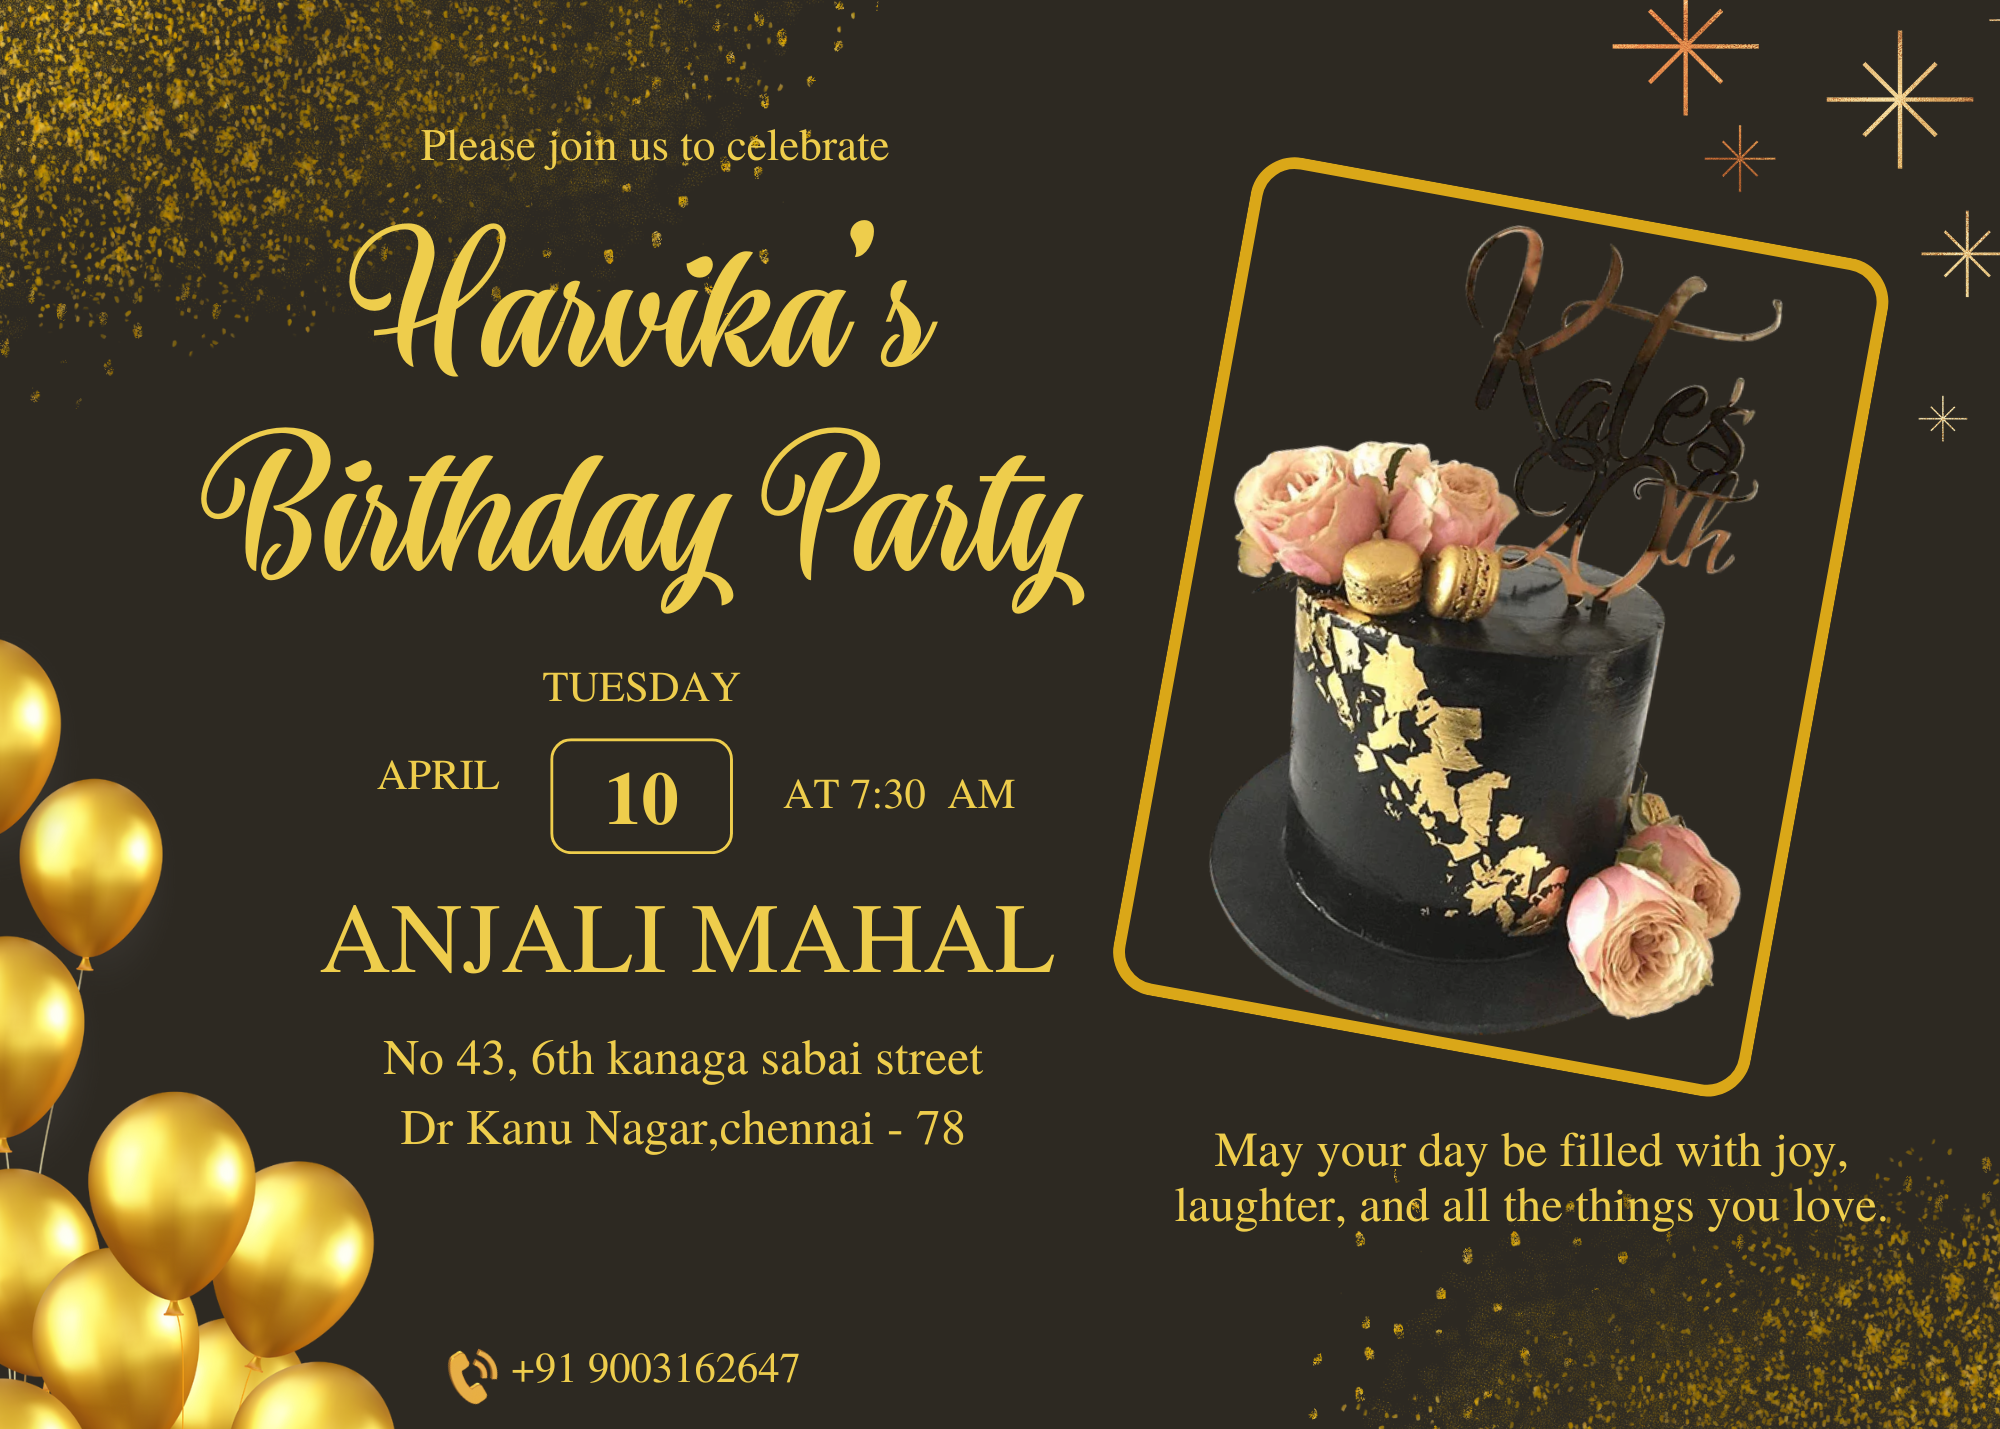 Please join us to celebrate
Harvika's
Birthday Party
TUESDAY
APRIL
10
AT 7:30 AM
ANJALI MAHAL
No 43, 6th kanaga sabai street
Dr Kanu Nagar,chennai - 78
+91 9003162647
Kate's
20th
May your day be filled with joy,
laughter, and all the things you love.